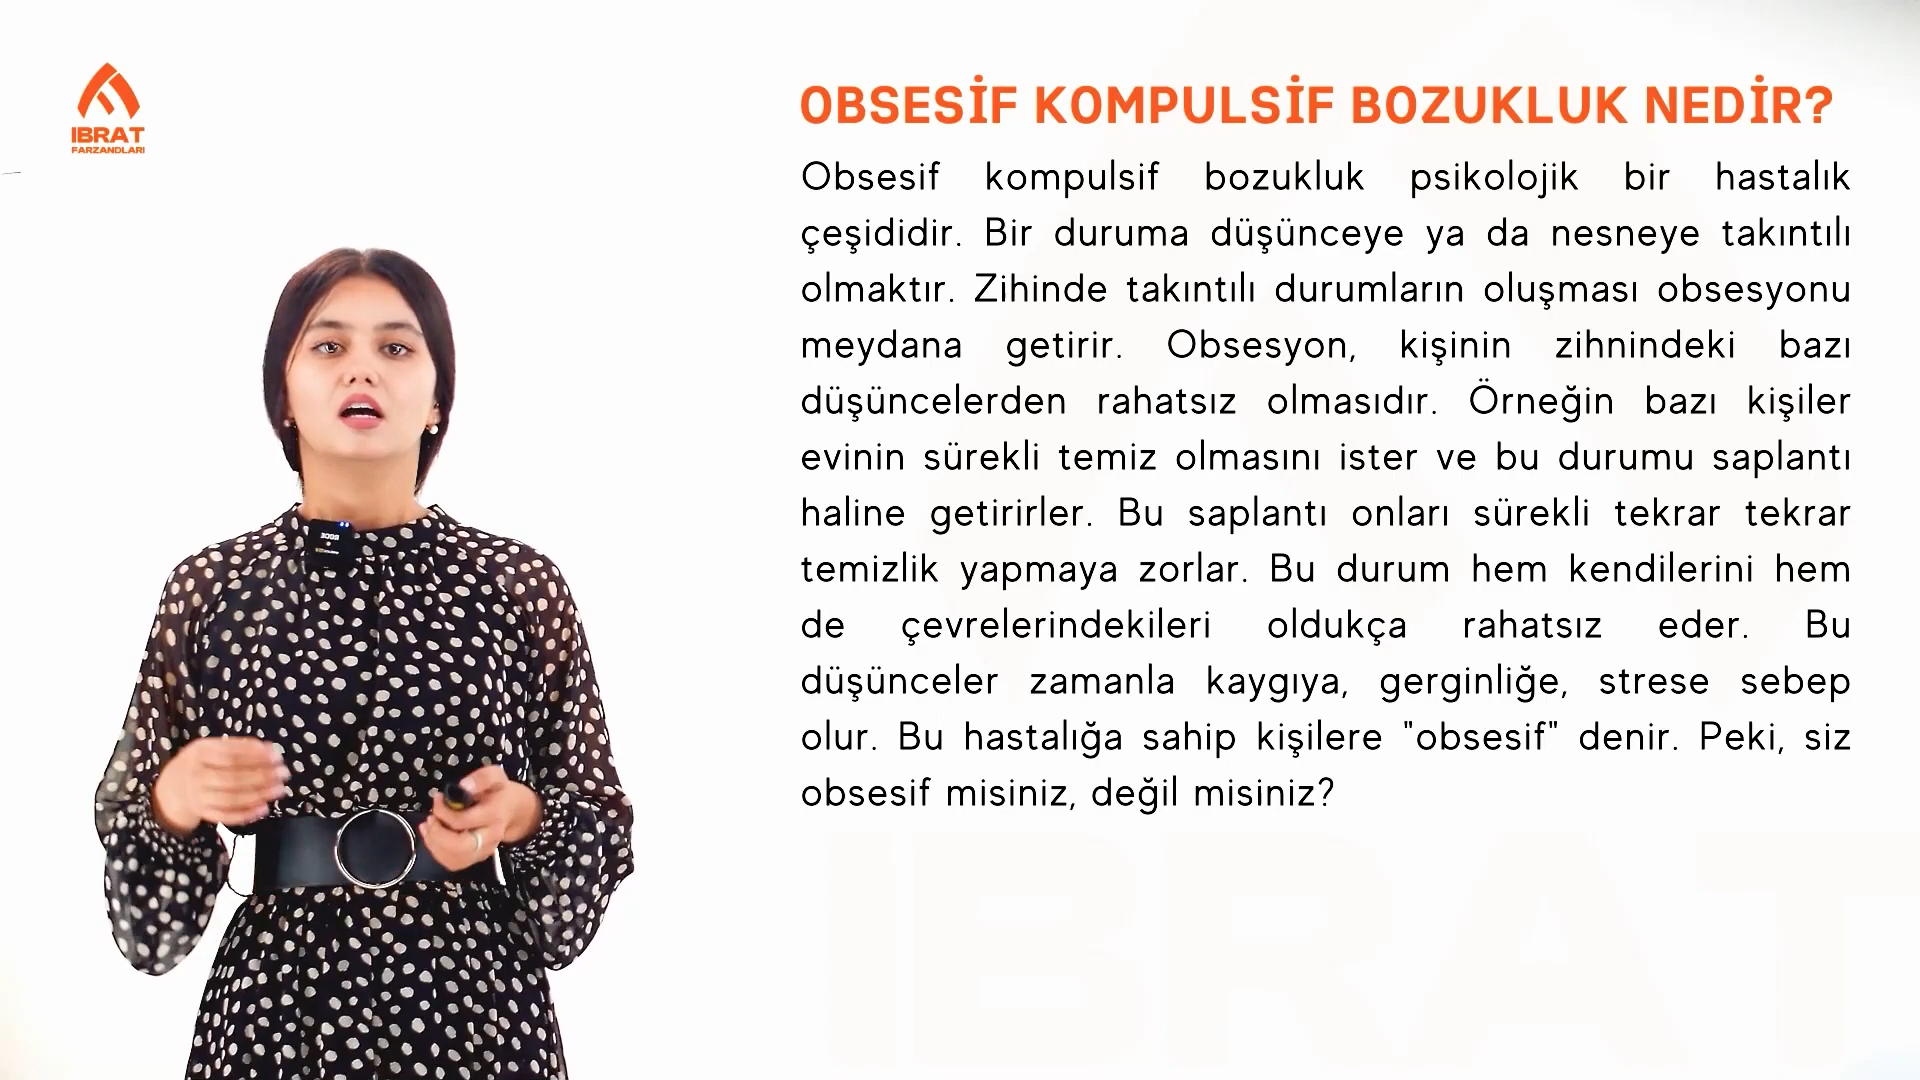 IBRAT
FARZANDLARI
OBSESİF KOMPULSİF BOZUKLUK NEDİR?
Obsesif kompulsif bozukluk psikolojik bir hastalık
çeşididir. Bir duruma düşünceye ya da nesneye takıntılı
olmaktır. Zihinde takıntılı durumların oluşması obsesyonu
meydana getirir. Obsesyon, kişinin zihnindeki bazı
düşüncelerden rahatsız olmasıdır. Örneğin bazı kişiler
evinin sürekli temiz olmasını ister ve bu durumu saplantı
haline getirirler. Bu saplantı onları sürekli tekrar tekrar
temizlik yapmaya zorlar. Bu durum hem kendilerini hem
de çevrelerindekileri oldukça rahatsız eder. Bu
düşünceler zamanla kaygıya, gerginliğe, strese sebep
olur. Bu hastalığa sahip kişilere "obsesif" denir. Peki, siz
obsesif misiniz, değil misiniz?
IBRAT